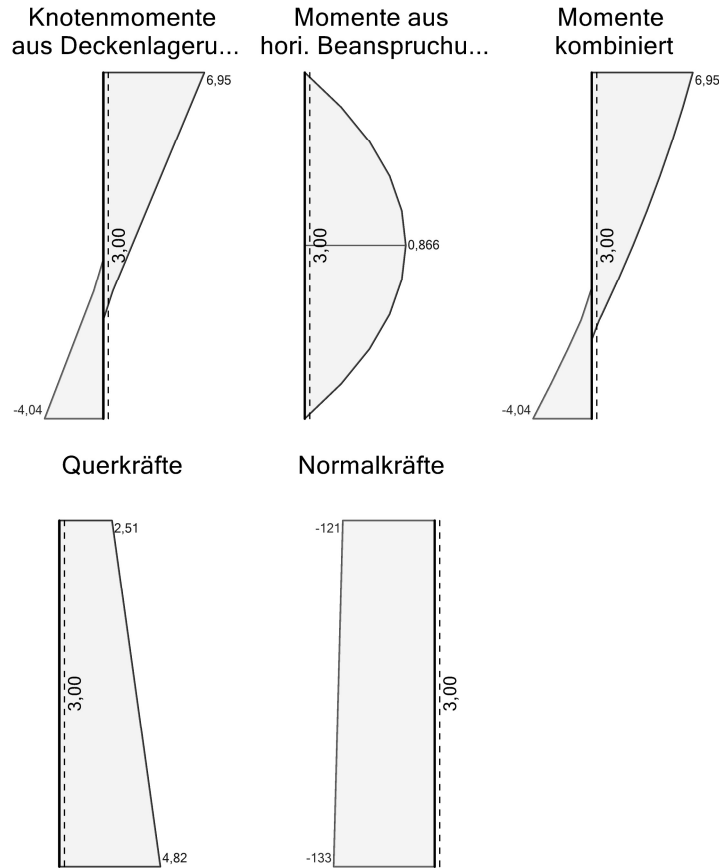 Knotenmomente
aus Deckenlageru...
Momente aus
hori. Beanspruchu...
Momente
kombiniert
6,95
3,00
-4,04
3,00
0,866
6,95
3,00
-4,04
Querkräfte
Normalkräfte
2,51
3,00
4,82
-121
3,00
-133